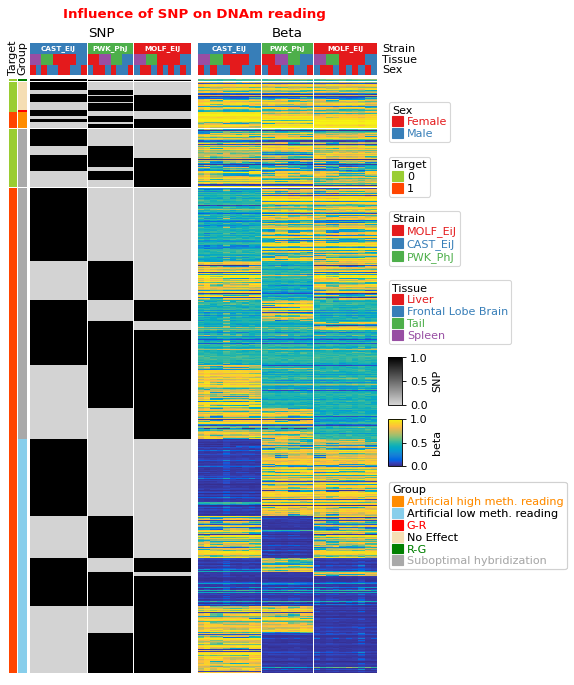 Influence of SNP on DNAm reading
SNP Beta
Target
Group
CAST_EiJ PWK_PhJ MOLF_EiJ CAST_EiJ PWK_PhJ MOLF_EiJ Strain
Tissue
Sex
Sex
Female
Male
Target
0
1
Strain
MOLF_EiJ
CAST_EiJ
PWK_PhJ
Tissue
Liver
Frontal Lobe Brain
Tail
Spleen
1.0
0.5
0.0
SNP
1.0
0.5
0.0
beta
Group
Artificial high meth. reading
Artificial low meth. reading
G-R
No Effect
R-G
Suboptimal hybridization